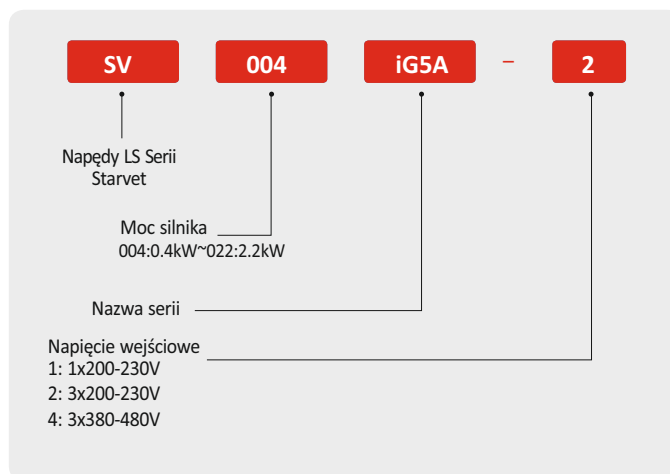 SV 004 iG5A - 2
Napędy LS Serii
Starvet
Moc silnika
004:0.4kW~022:2.2kW
Nazwa serii
Napięcie wejściowe
1: 1x200-230V
2: 3x200-230V
4: 3x380-480V